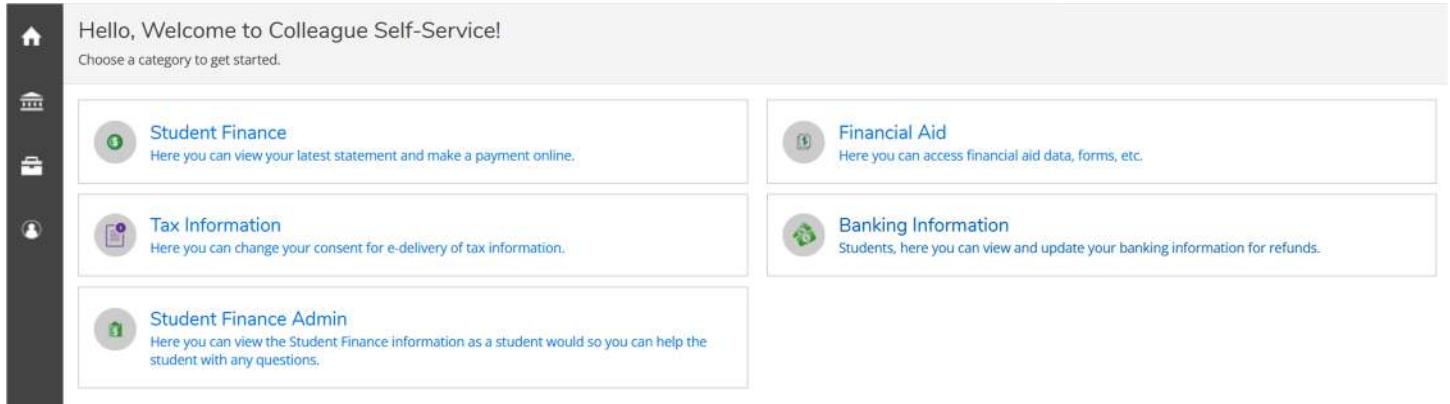 Hello, Welcome to Colleague Self-Service!
Choose a category to get started.
Student Finance
Here you can view your latest statement and make a payment online.
Financial Aid
Here you can access financial aid data, forms, etc.
Tax Information
Here you can change your consent for e-delivery of tax information.
Banking Information
Students, here you can view and update your banking information for refunds.
Student Finance Admin
Here you can view the Student Finance information as a student would so you can help the
student with any questions.